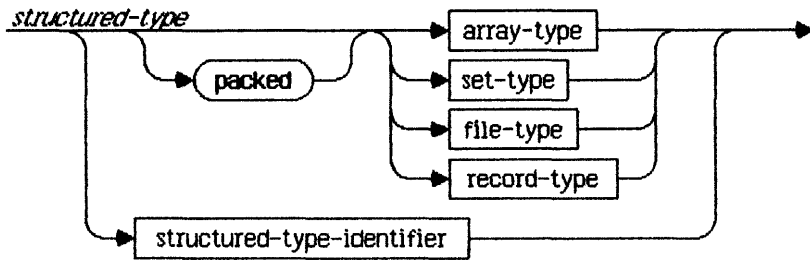 structured-type
array-type
packed
set-type
file-type
record-type
structured-type-identifier